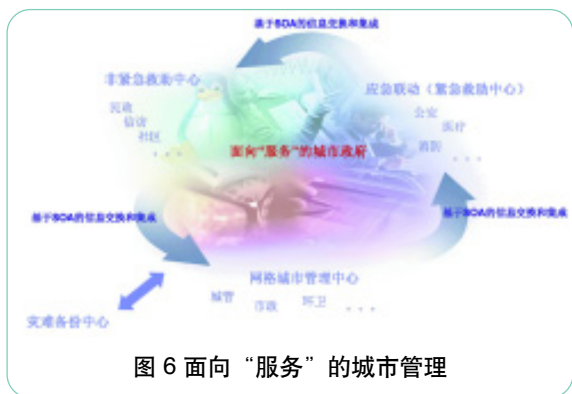 基于SOA的信息交换和集成
非紧急救助中心
应急联动（紧急救助中心）
民政
信访
社区
...
公安
医疗
消防
...
面向“服务”的城市政府
基于SOA的信息交换和集成
基于SOA的信息交换和集成
网格城市管理中心
城管
市政
环卫
...
灾难备份中心
图 6 面向“服务”的城市管理